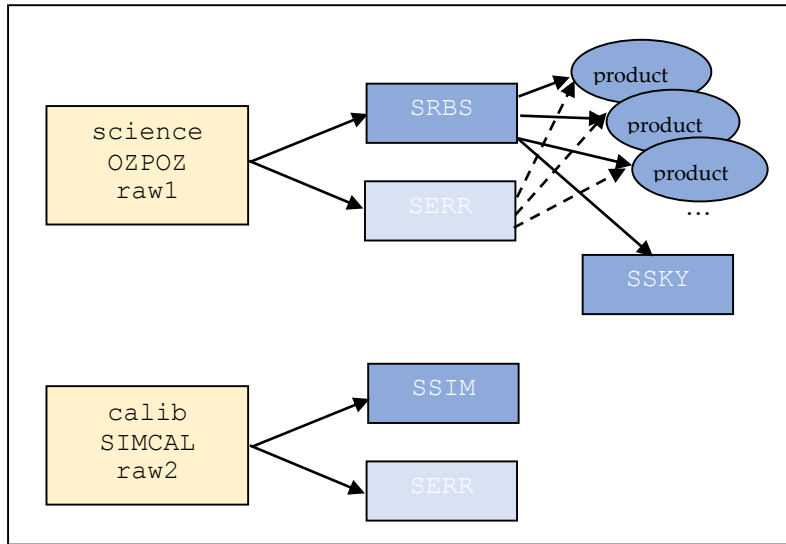 science
OZPOZ
raw1
SRBS
SERR
product
product
product
...
SSKY
calib
SIMCAL
raw2
SSIM
SERR